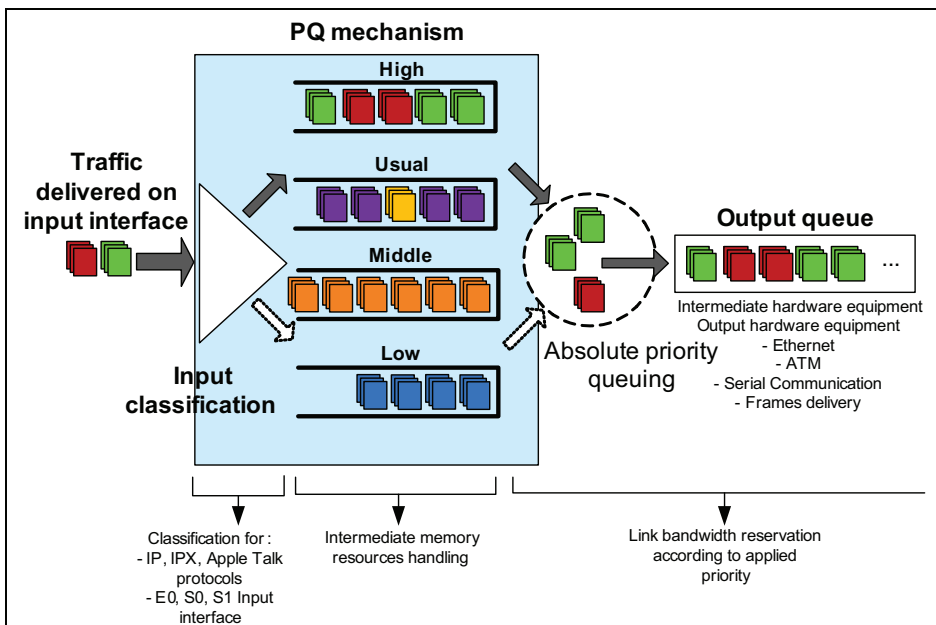 PQ mechanism
High
Usual
Middle
Low
Traffic
delivered on
input interface
Input
classification
Absolute priority
queuing
Output queue
...
Intermediate hardware equipment
Output hardware equipment
- Ethernet
- ATM
- Serial Communication
- Frames delivery
Classification for :
- IP, IPX, Apple Talk
protocols
- E0, S0, S1 Input
interface
Intermediate memory
resources handling
Link bandwidth reservation
according to applied
priority